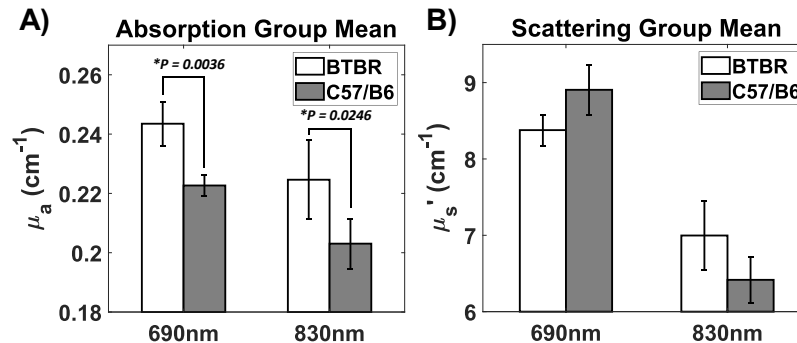 A)
Absorption Group Mean
*P = 0.0036
BTBR
C57/B6
*P = 0.0246
0.26
0.24
0.22
0.2
0.18
μa (cm-1)
690nm
830nm
B)
Scattering Group Mean
BTBR
C57/B6
9
8
7
6
μs' (cm-1)
690nm
830nm